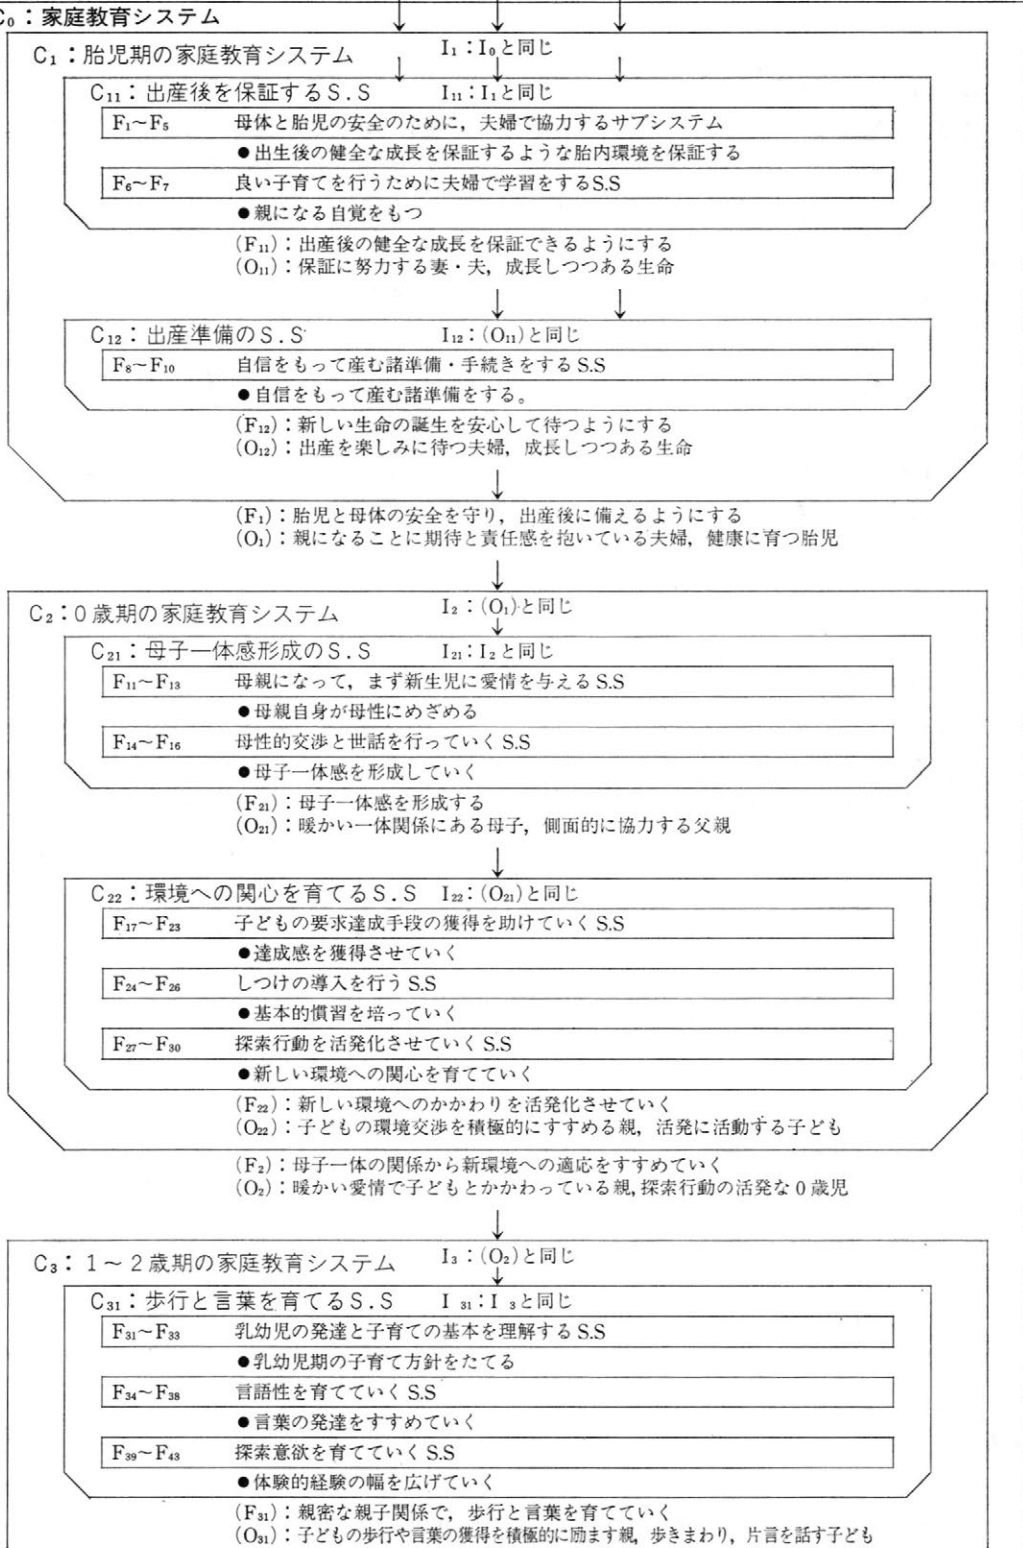 C₀：家庭教育システム
C₁：胎児期の家庭教育システム I₁：I₀と同じ
C₁₁：出産後を保証するS.S I₁₁：I₁と同じ
F₁～F₅ 母体と胎児の安全のために，夫婦で協力するサブシステム
●出生後の健全な成長を保証するような胎内環境を保証する
F₆～F₇ 良い子育てを行うために夫婦で学習をするS.S
●親になる自覚をもつ
(F₁₁)：出産後の健全な成長を保証できるようにする
(O₁₁)：保証に努力する妻・夫，成長しつつある生命
C₁₂：出産準備のS.S I₁₂：(O₁₁)と同じ
F₈～F₁₀ 自信をもって産む諸準備・手続きをするS.S
●自信をもって産む諸準備をする。
(F₁₂)：新しい生命の誕生を安心して待つようにする
(O₁₂)：出産を楽しみに待つ夫婦，成長しつつある生命
(F₁)：胎児と母体の安全を守り，出産後に備えるようにする
(O₁)：親になることに期待と責任感を抱いている夫婦，健康に育つ胎児
C₂：0歳期の家庭教育システム I₂：(O₁)と同じ
C₂₁：母子一体感形成のS.S I₂₁：I₂と同じ
F₁₁～F₁₃ 母親になって，まず新生児に愛情を与えるS.S
●母親自身が母性にめざめる
F₁₄～F₁₆ 母性的交渉と世話を行っていくS.S
●母子一体感を形成していく
(F₂₁)：母子一体感を形成する
(O₂₁)：暖かい一体関係にある母子，側面的に協力する父親
C₂₂：環境への関心を育てるS.S I₂₂：(O₂₁)と同じ
F₁₇～F₂₃ 子どもの要求達成手段の獲得を助けていくS.S
●達成感を獲得させていく
F₂₄～F₂₆ しつけの導入を行うS.S
●基本的慣習を培っていく
F₂₇～F₃₀ 探索行動を活発化させていくS.S
●新しい環境への関心を育てていく
(F₂₂)：新しい環境へのかかわりを活発化させていく
(O₂₂)：子どもの環境交渉を積極的にすすめる親，活発に活動する子ども
(F₂)：母子一体の関係から新環境への適応をすすめていく
(O₂)：暖かい愛情で子どもとかかわっている親，探索行動の活発な0歳児
C₃：1～2歳期の家庭教育システム I₃：(O₂)と同じ
C₃₁：歩行と言葉を育てるS.S I₃₁：I₃と同じ
F₃₁～F₃₃ 乳幼児の発達と子育ての基本を理解するS.S
●乳幼児期の子育て方針をたてる
F₃₄～F₃₈ 言語性を育てていくS.S
●言葉の発達をすすめていく
F₃₉～F₄₃ 探索意欲を育てていくS.S
●体験的経験の幅を広げていく
(F₃₁)：親密な親子関係で，歩行と言葉を育てていく
(O₃₁)：子どもの歩行や言葉の獲得を積極的に励ます親，歩きまわり，片言を話す子ども